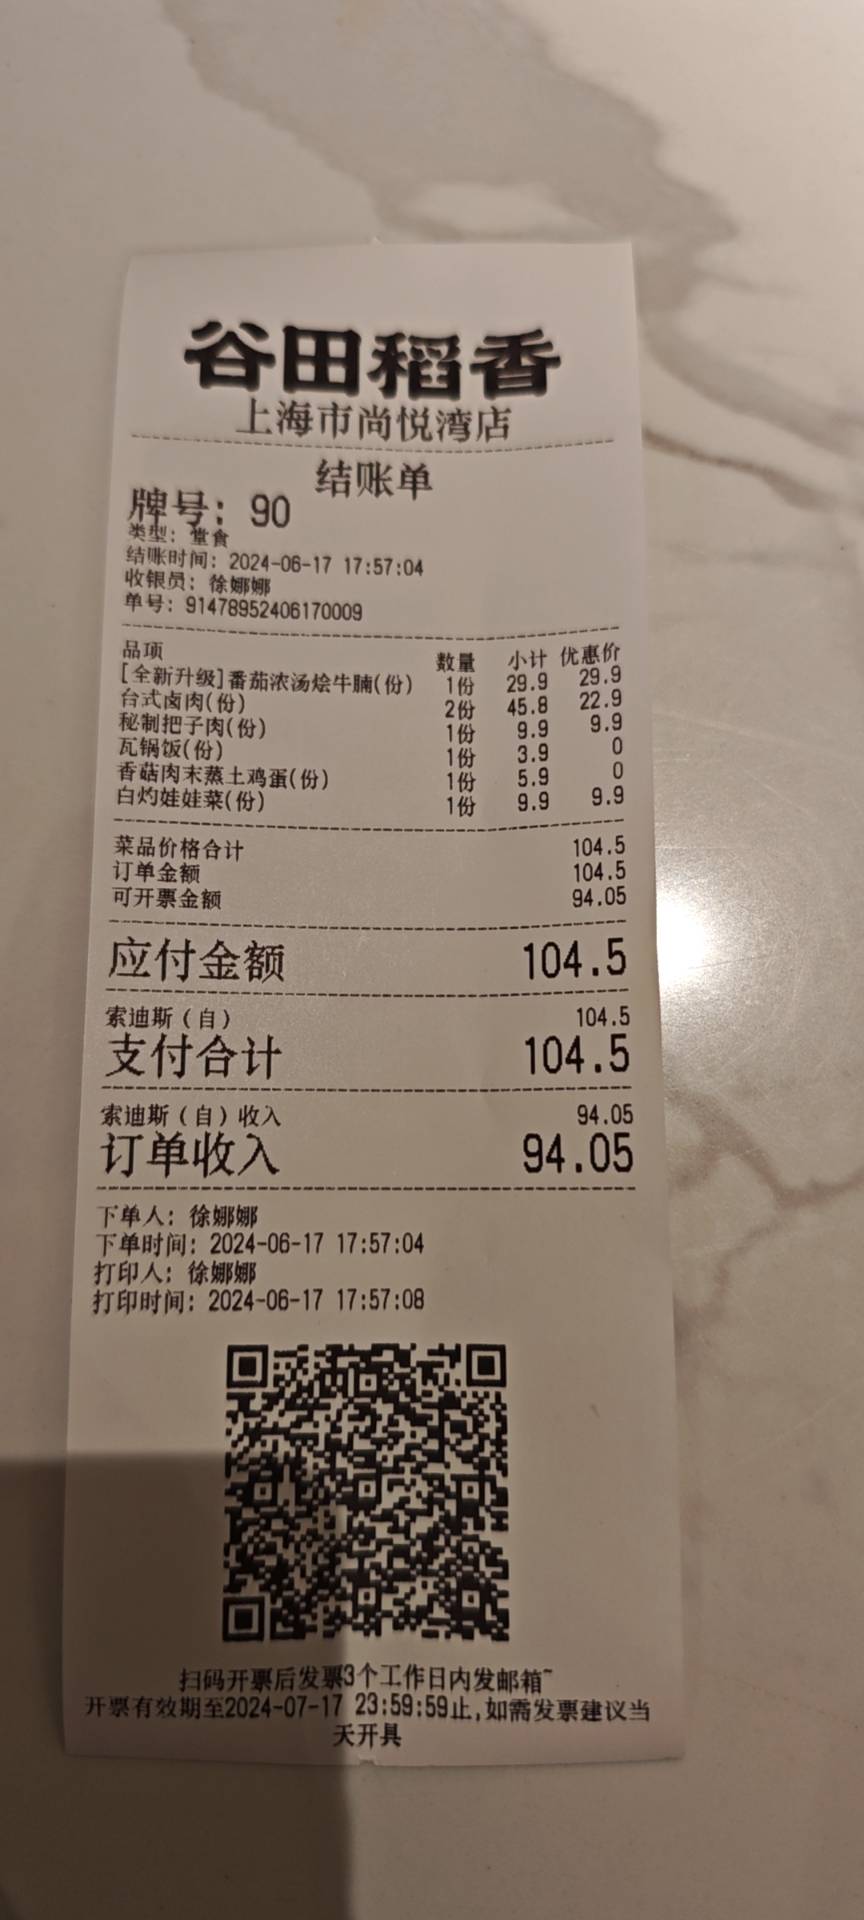 谷田稻香
上海市尚悦湾店
结账单
牌号: 90
类型: 堂食
结账时间: 2024-06-17 17:57:04
收银员: 徐娜娜
单号: 91478952406170009
品项 数量 小计 优惠价
[全新升级]番茄浓汤烩牛腩(份) 1份 29.9 29.9
台式卤肉(份) 2份 45.8 22.9
秘制把子肉(份) 1份 9.9 9.9
瓦锅饭(份) 1份 3.9 0
香菇肉末蒸土鸡蛋(份) 1份 5.9 0
白灼娃娃菜(份) 1份 9.9 9.9
菜品价格合计 104.5
订单金额 104.5
可开票金额 94.05
应付金额 104.5
索迪斯(自) 104.5
支付合计 104.5
索迪斯(自)收入 94.05
订单收入 94.05
下单人: 徐娜娜
下单时间: 2024-06-17 17:57:04
打印人: 徐娜娜
打印时间: 2024-06-17 17:57:08
扫码开票后发票3个工作日内发邮箱~
开票有效期至2024-07-17 23:59:59止,如需发票建议当
天开具